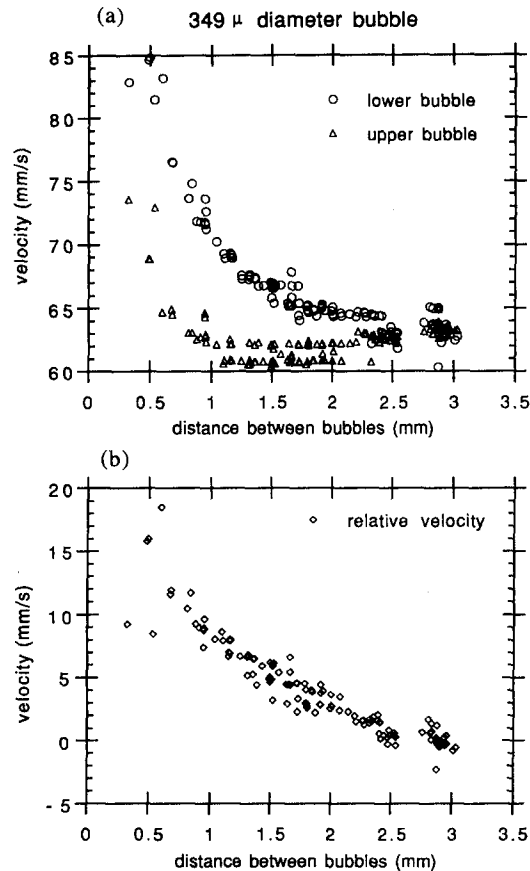 (a) 349 μ diameter bubble
85
80
75
70
65
60
velocity (mm/s)
lower bubble
upper bubble
0 0.5 1 1.5 2 2.5 3 3.5
distance between bubbles (mm)
(b)
20
15
10
5
0
-5
velocity (mm/s)
relative velocity
0 0.5 1 1.5 2 2.5 3 3.5
distance between bubbles (mm)